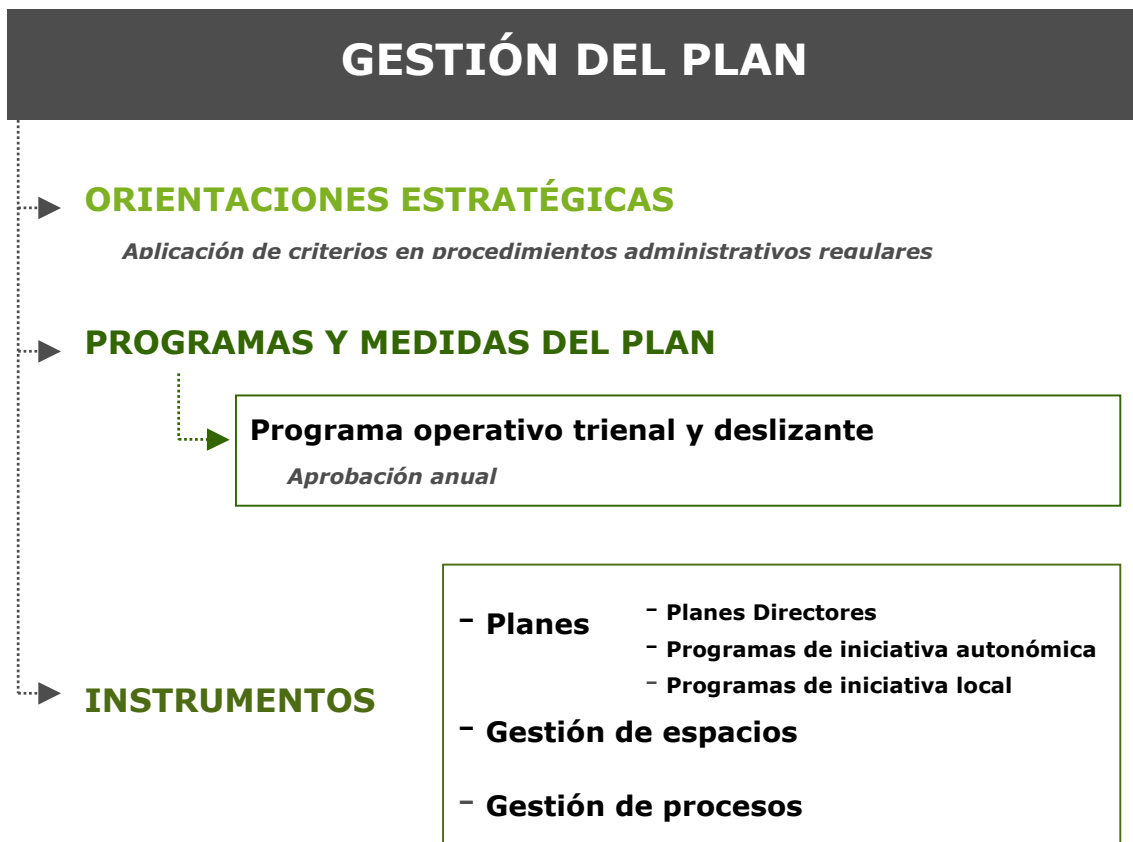 GESTIÓN DEL PLAN
ORIENTACIONES ESTRATÉGICAS
Aplicación de criterios en procedimientos administrativos regulares
PROGRAMAS Y MEDIDAS DEL PLAN
Programa operativo trienal y deslizante
Aprobación anual
INSTRUMENTOS
- Planes
- Planes Directores
- Programas de iniciativa autonómica
- Programas de iniciativa local
- Gestión de espacios
- Gestión de procesos